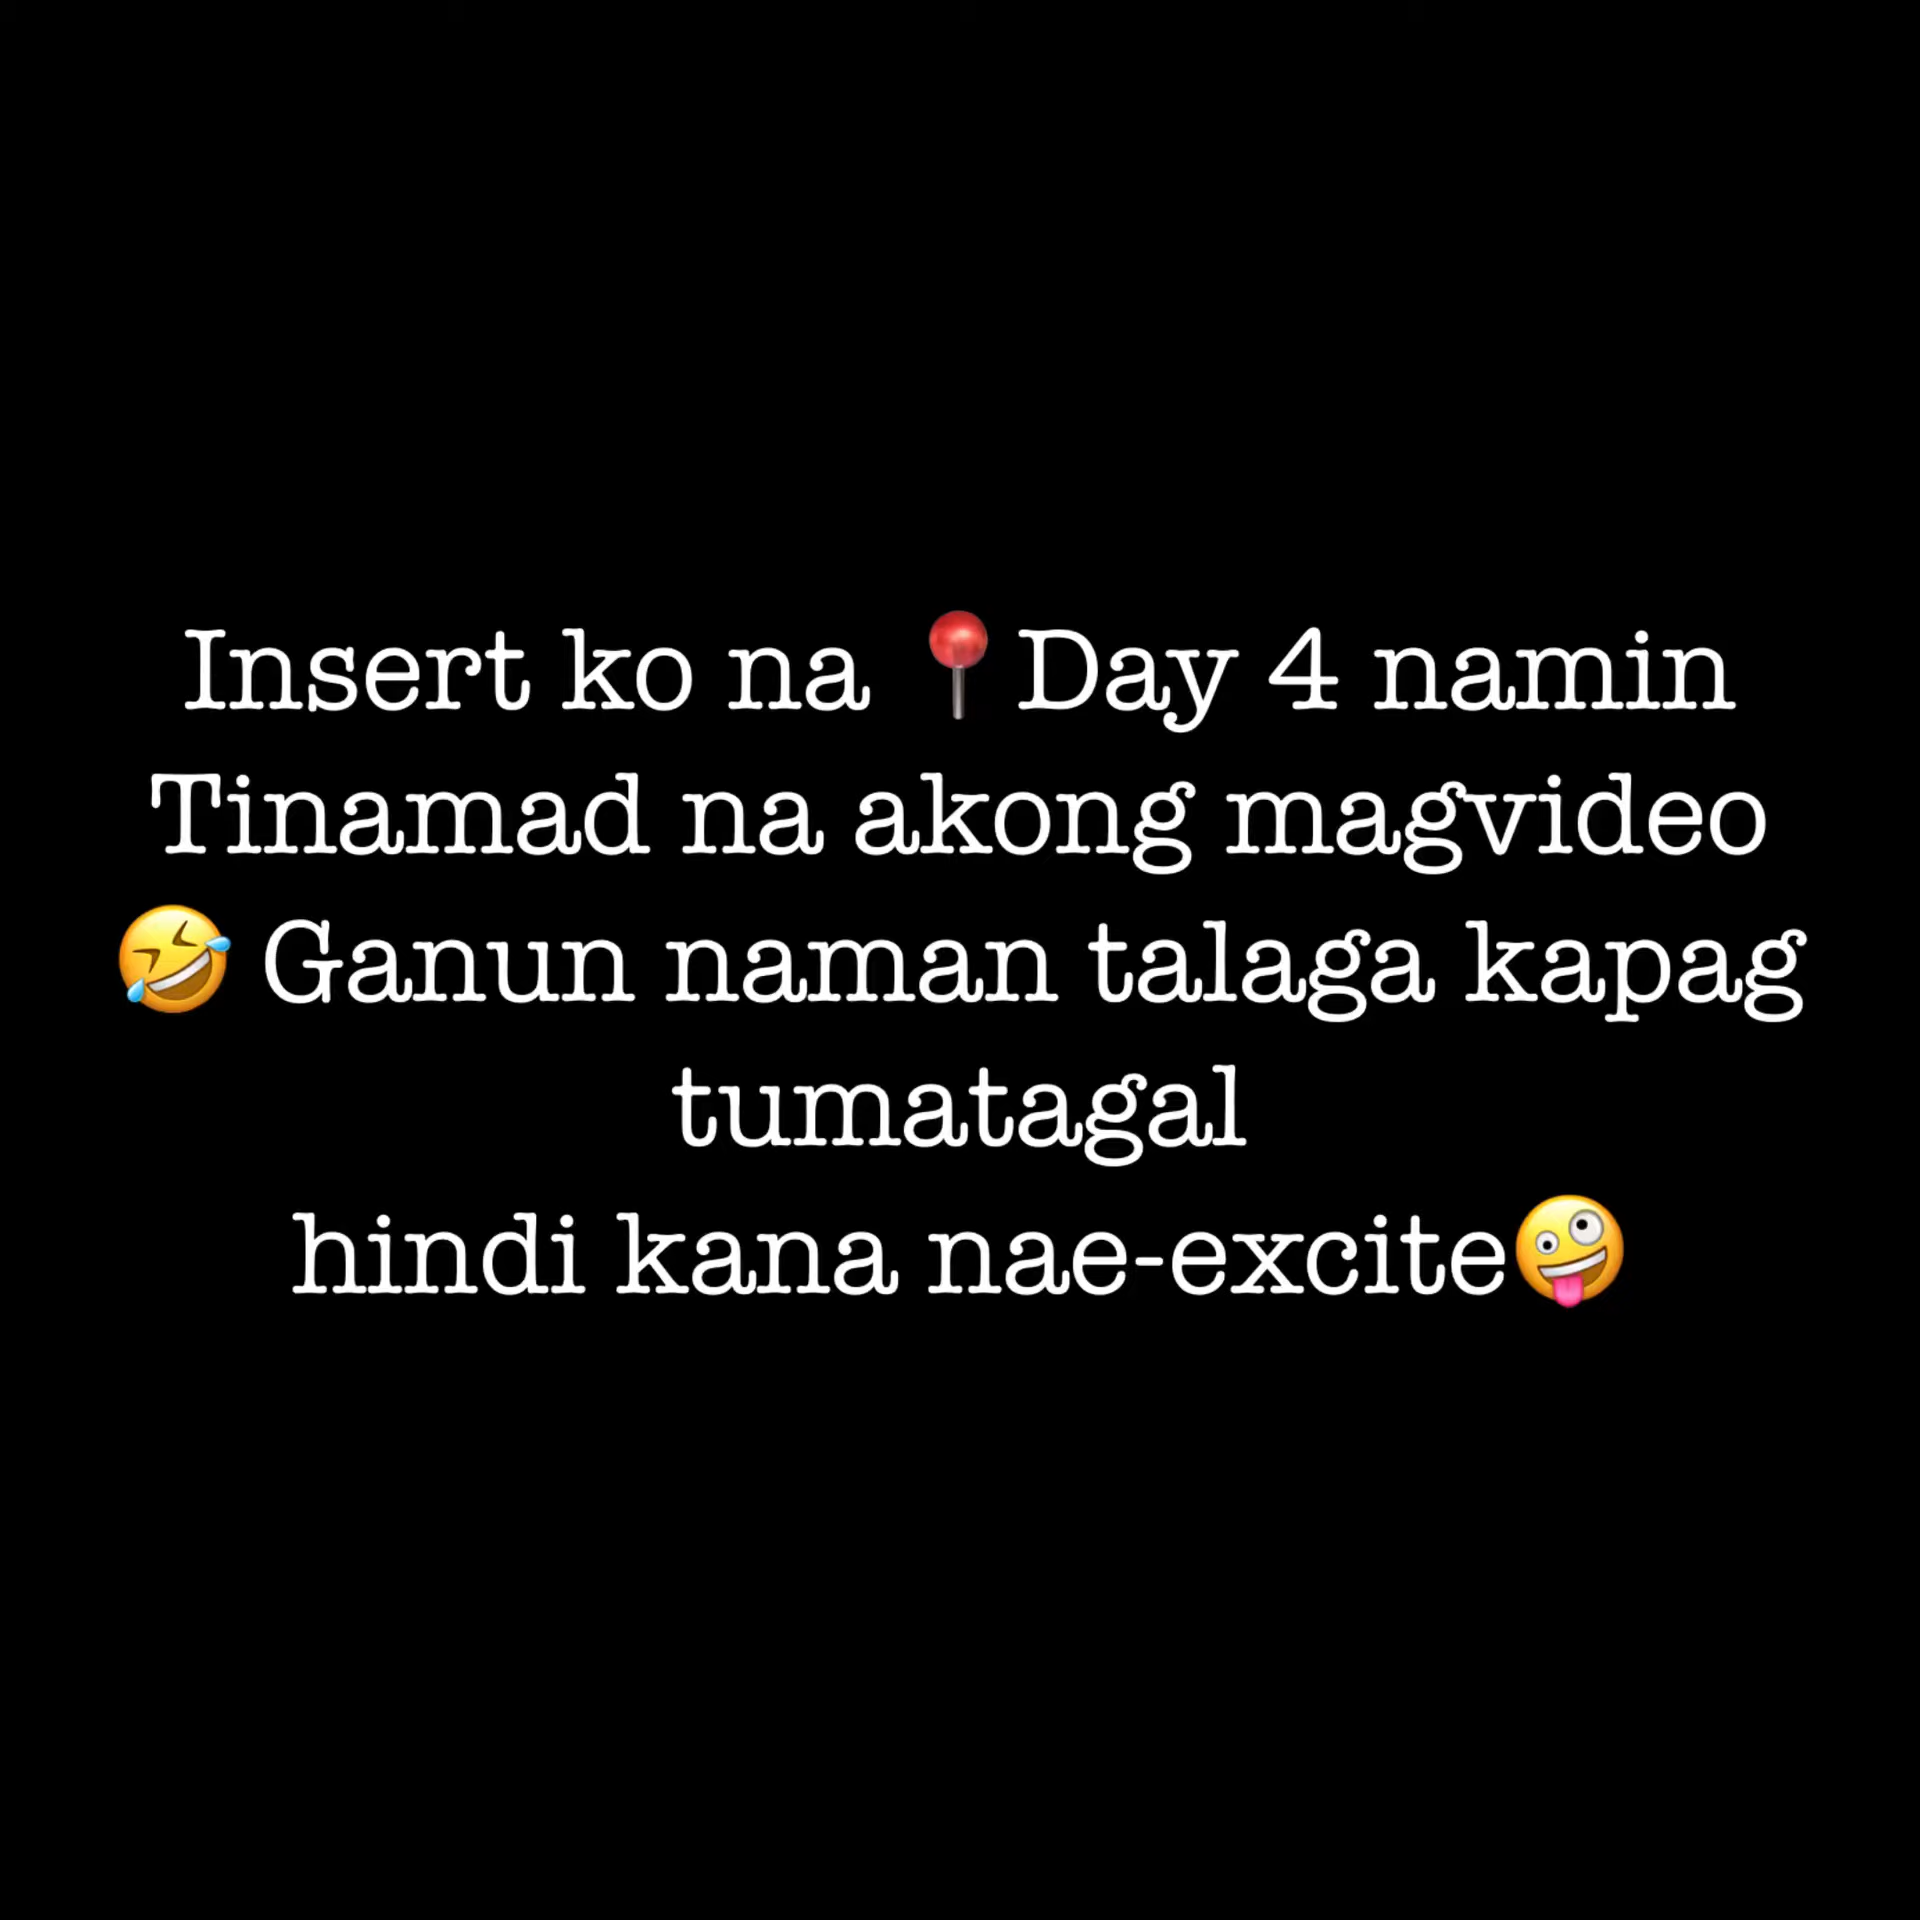 Insert ko na 📍Day 4 namin
Tinamad na akong magvideo
🤣 Ganun naman talaga kapag
tumatagal
hindi kana nae-excite🤪